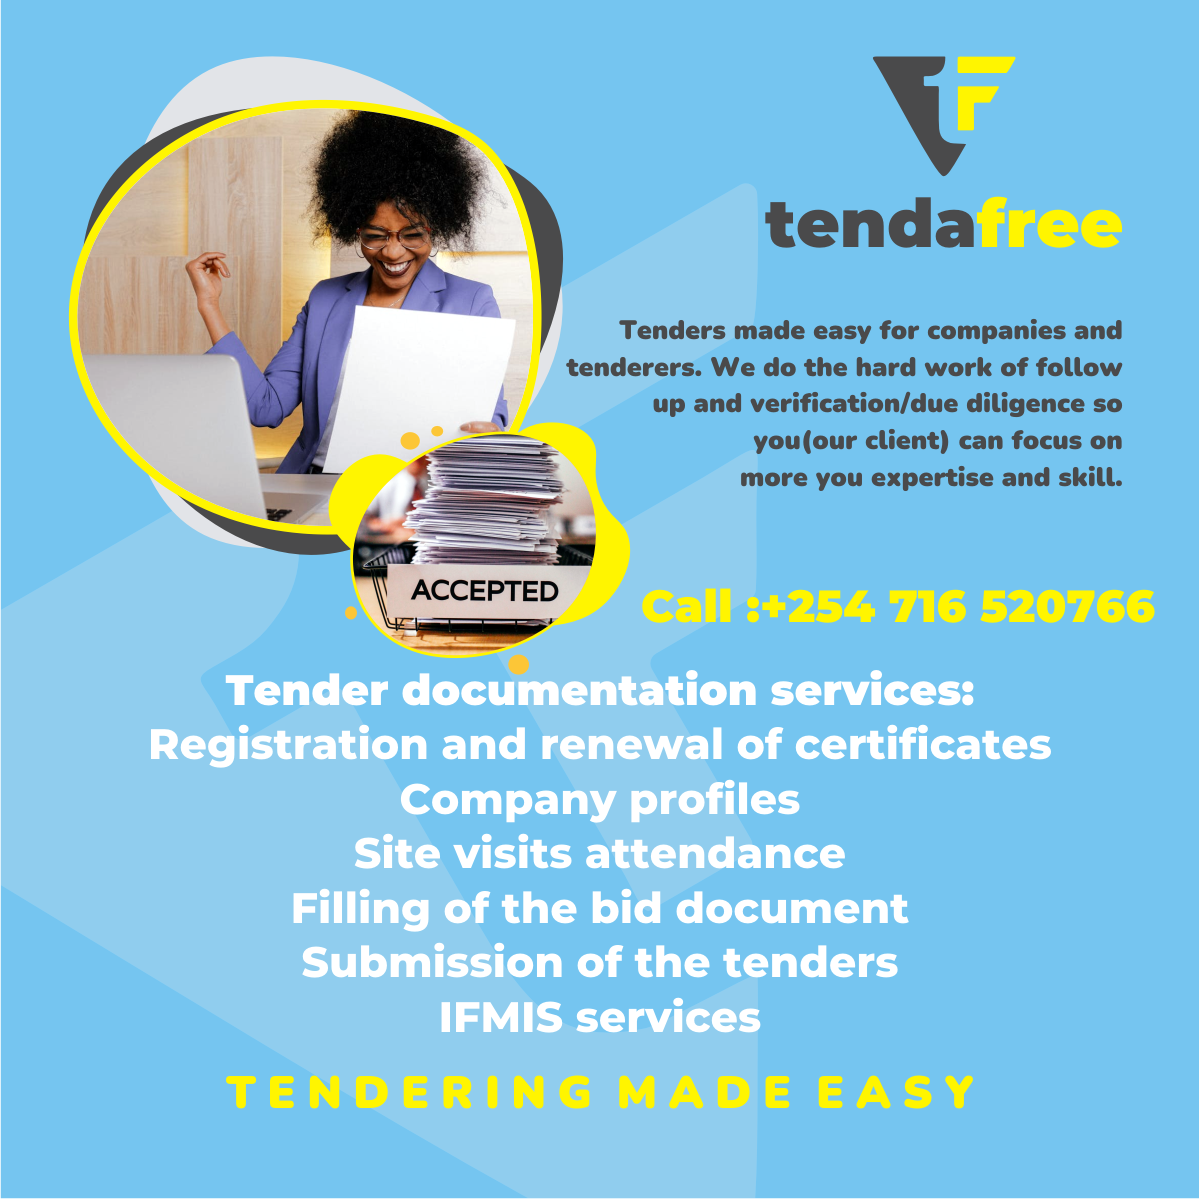 tF
tendafree
Tenders made easy for companies and
tenderers. We do the hard work of follow
up and verification/due diligence so
you(our client) can focus on
more you expertise and skill.
ACCEPTED
Call :+254 716 520766
Tender documentation services:
Registration and renewal of certificates
Company profiles
Site visits attendance
Filling of the bid document
Submission of the tenders
IFMIS services
TENDERING MADE EASY